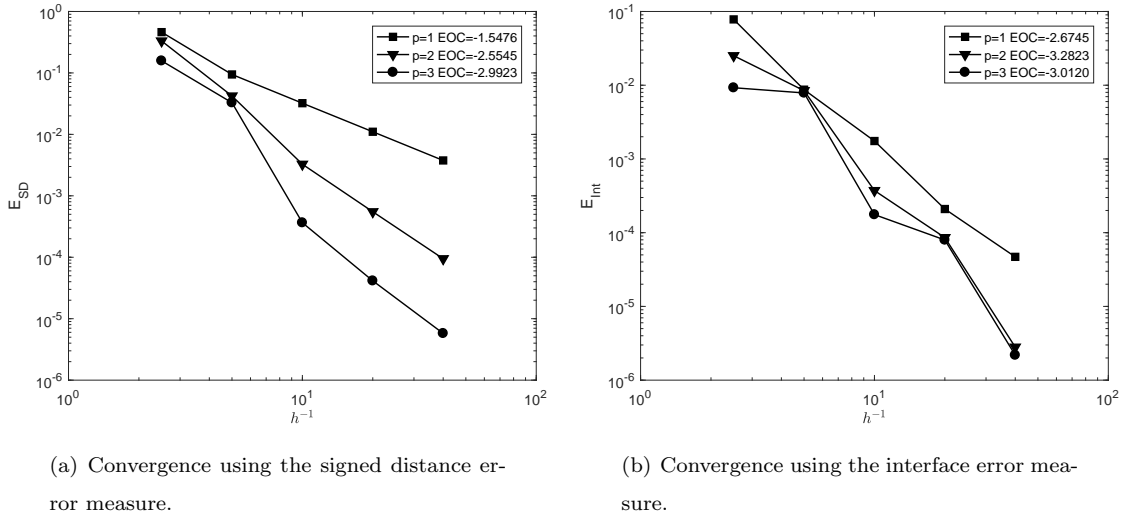 10^0
10^-1
10^-2
10^-3
10^-4
10^-5
10^-6
E_SD
p=1 EOC=-1.5476
p=2 EOC=-2.5545
p=3 EOC=-2.9923
10^0
10^1
10^2
h^-1
10^-1
10^-2
10^-3
10^-4
10^-5
10^-6
E_Int
p=1 EOC=-2.6745
p=2 EOC=-3.2823
p=3 EOC=-3.0120
10^0
10^1
10^2
h^-1
(a) Convergence using the signed distance er-
ror measure.
(b) Convergence using the interface error mea-
sure.